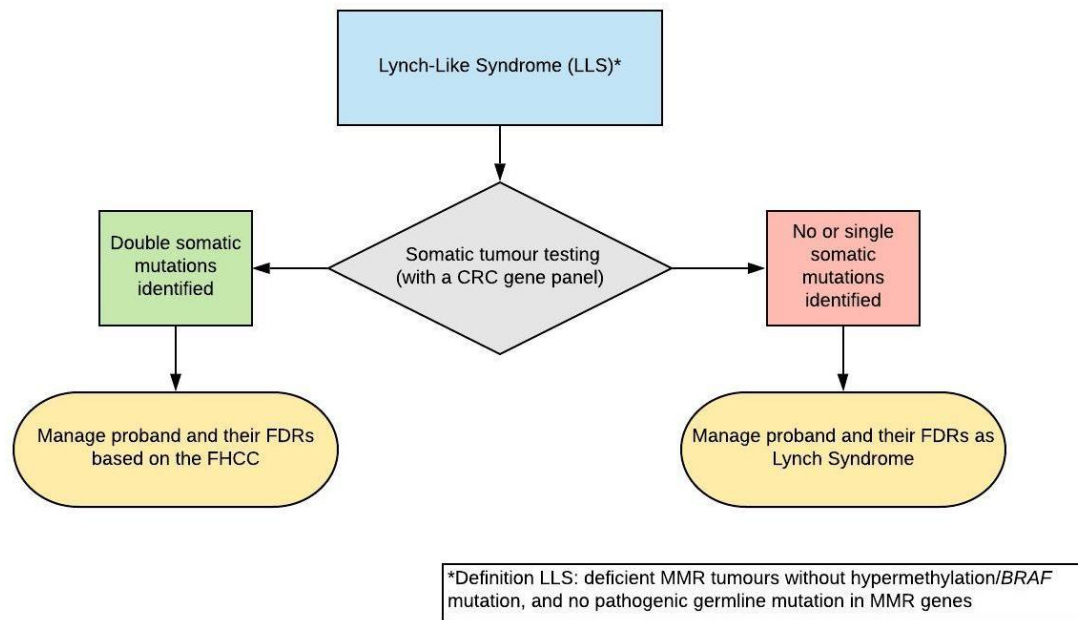 Lynch-Like Syndrome (LLS)*
Somatic tumour testing
(with a CRC gene panel)
Double somatic
mutations
identified
No or single
somatic
mutations
identified
Manage proband and their FDRs
based on the FHCC
Manage proband and their FDRs as
Lynch Syndrome
*Definition LLS: deficient MMR tumours without hypermethylation/BRAF
mutation, and no pathogenic germline mutation in MMR genes